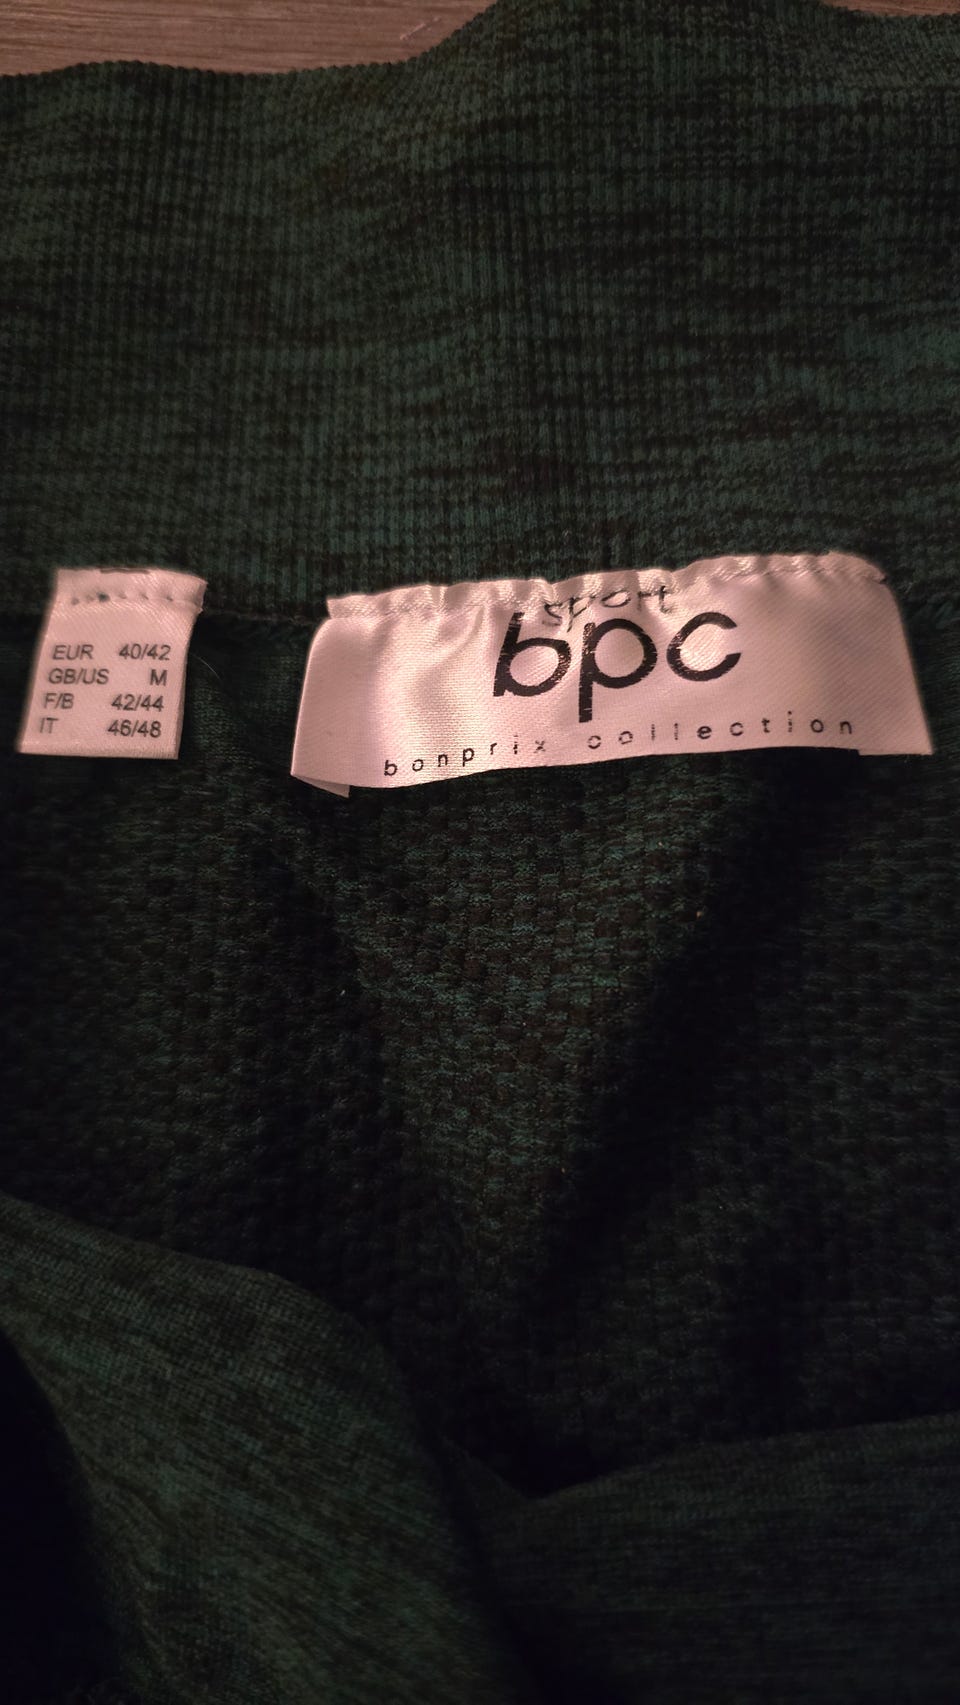 EUR 40/42
GB/US M
F/B 42/44
IT 46/48
sport
bpc
bonprix collection